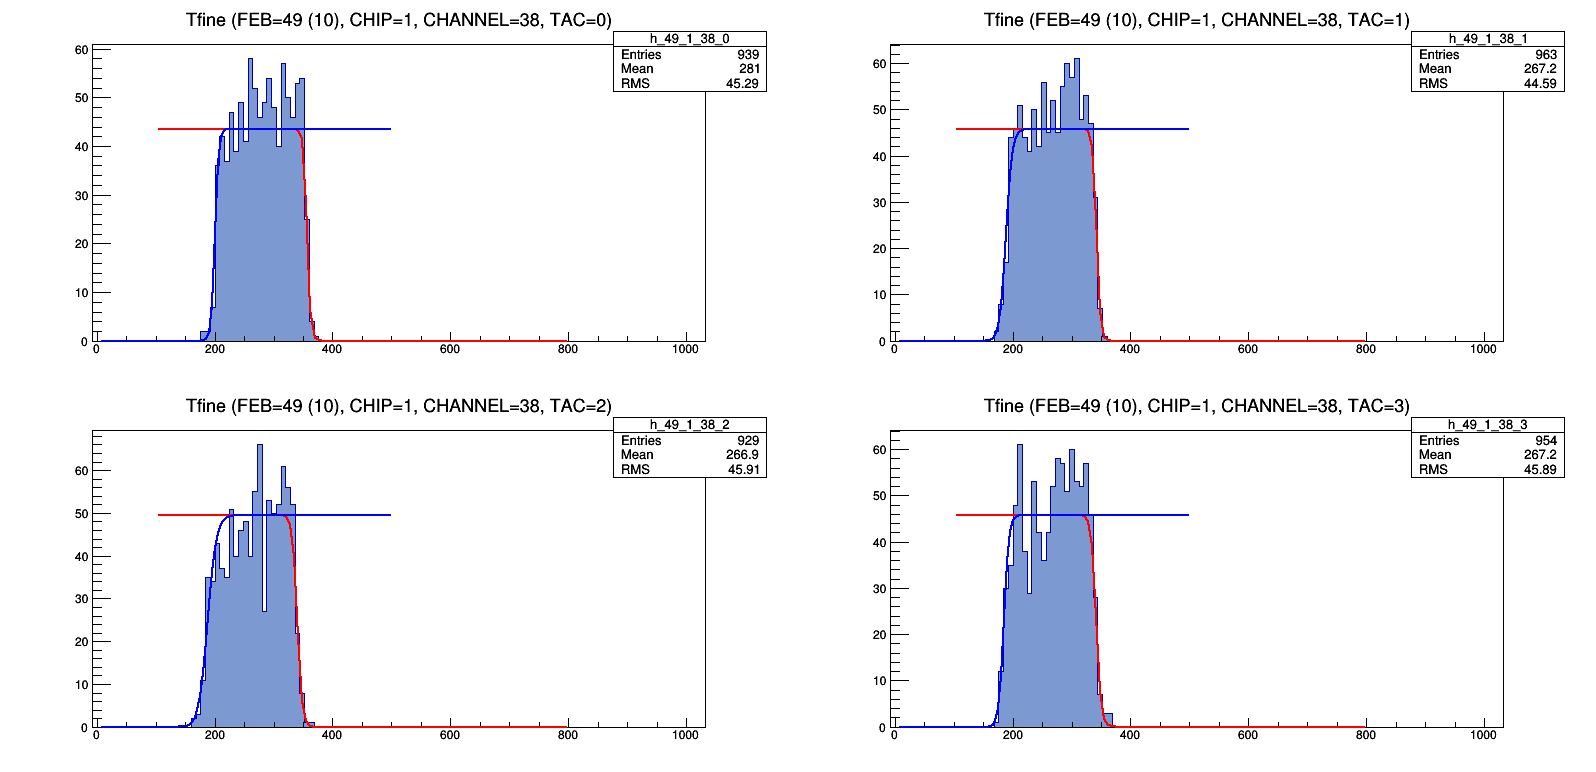 Tfine (FEB=49 (10), CHIP=1, CHANNEL=38, TAC=0)
h_49_1_38_0
Entries 939
Mean 281
RMS 45.29
60
50
40
30
20
10
0
0 200 400 600 800 1000
Tfine (FEB=49 (10), CHIP=1, CHANNEL=38, TAC=1)
h_49_1_38_1
Entries 963
Mean 267.2
RMS 44.59
60
50
40
30
20
10
0
0 200 400 600 800 1000
Tfine (FEB=49 (10), CHIP=1, CHANNEL=38, TAC=2)
h_49_1_38_2
Entries 929
Mean 266.9
RMS 45.91
60
50
40
30
20
10
0
0 200 400 600 800 1000
Tfine (FEB=49 (10), CHIP=1, CHANNEL=38, TAC=3)
h_49_1_38_3
Entries 954
Mean 267.2
RMS 45.89
60
50
40
30
20
10
0
0 200 400 600 800 1000